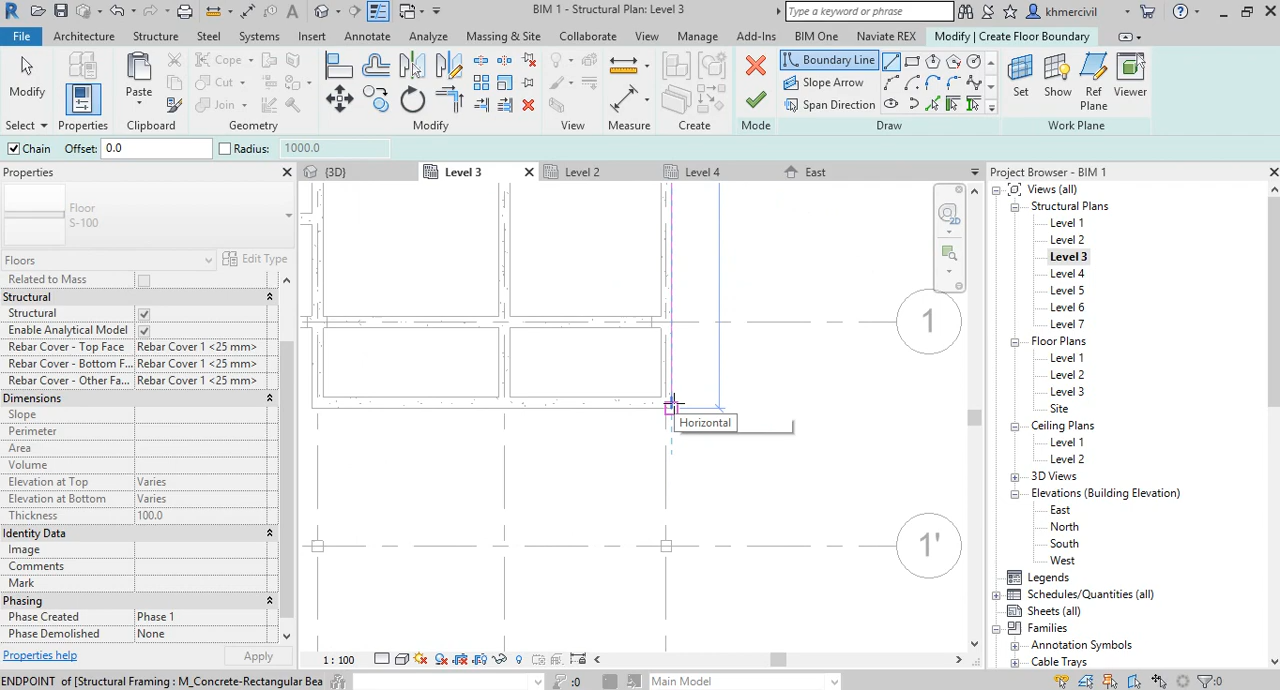 BIM 1 - Structural Plan: Level 3
Type a keyword or phrase
khmercivil
File
Architecture
Structure
Steel
Systems
Insert
Annotate
Analyze
Massing & Site
Collaborate
View
Manage
Add-Ins
BIM One
Naviate REX
Modify | Create Floor Boundary
Modify
Paste
Cope
Cut
Join
Boundary Line
Slope Arrow
Span Direction
Set
Show
Ref
Plane
Viewer
Select
Properties
Clipboard
Geometry
Modify
View
Measure
Create
Mode
Draw
Work Plane
Chain
Offset:
0.0
Radius:
1000.0
Properties
{3D}
Level 3
Level 2
Level 4
East
Project Browser - BIM 1
Floor
S-100
Floors
Edit Type
Related to Mass
Structural
Structural
Enable Analytical Model
Rebar Cover - Top Face
Rebar Cover 1 <25 mm>
Rebar Cover - Bottom F...
Rebar Cover 1 <25 mm>
Rebar Cover - Other Fa...
Rebar Cover 1 <25 mm>
Dimensions
Slope
Perimeter
Area
Volume
Elevation at Top
Varies
Elevation at Bottom
Varies
Thickness
100.0
Identity Data
Image
Comments
Mark
Phasing
Phase Created
Phase 1
Phase Demolished
None
Properties help
Apply
2D
1
Horizontal
1'
Views (all)
Structural Plans
Level 1
Level 2
Level 3
Level 4
Level 5
Level 6
Level 7
Floor Plans
Level 1
Level 2
Level 3
Site
Ceiling Plans
Level 1
Level 2
3D Views
Elevations (Building Elevation)
East
North
South
West
Legends
Schedules/Quantities (all)
Sheets (all)
Families
Annotation Symbols
Cable Trays
1 : 100
ENDPOINT of [Structural Framing : M_Concrete-Rectangular Bea
:0
Main Model
:0